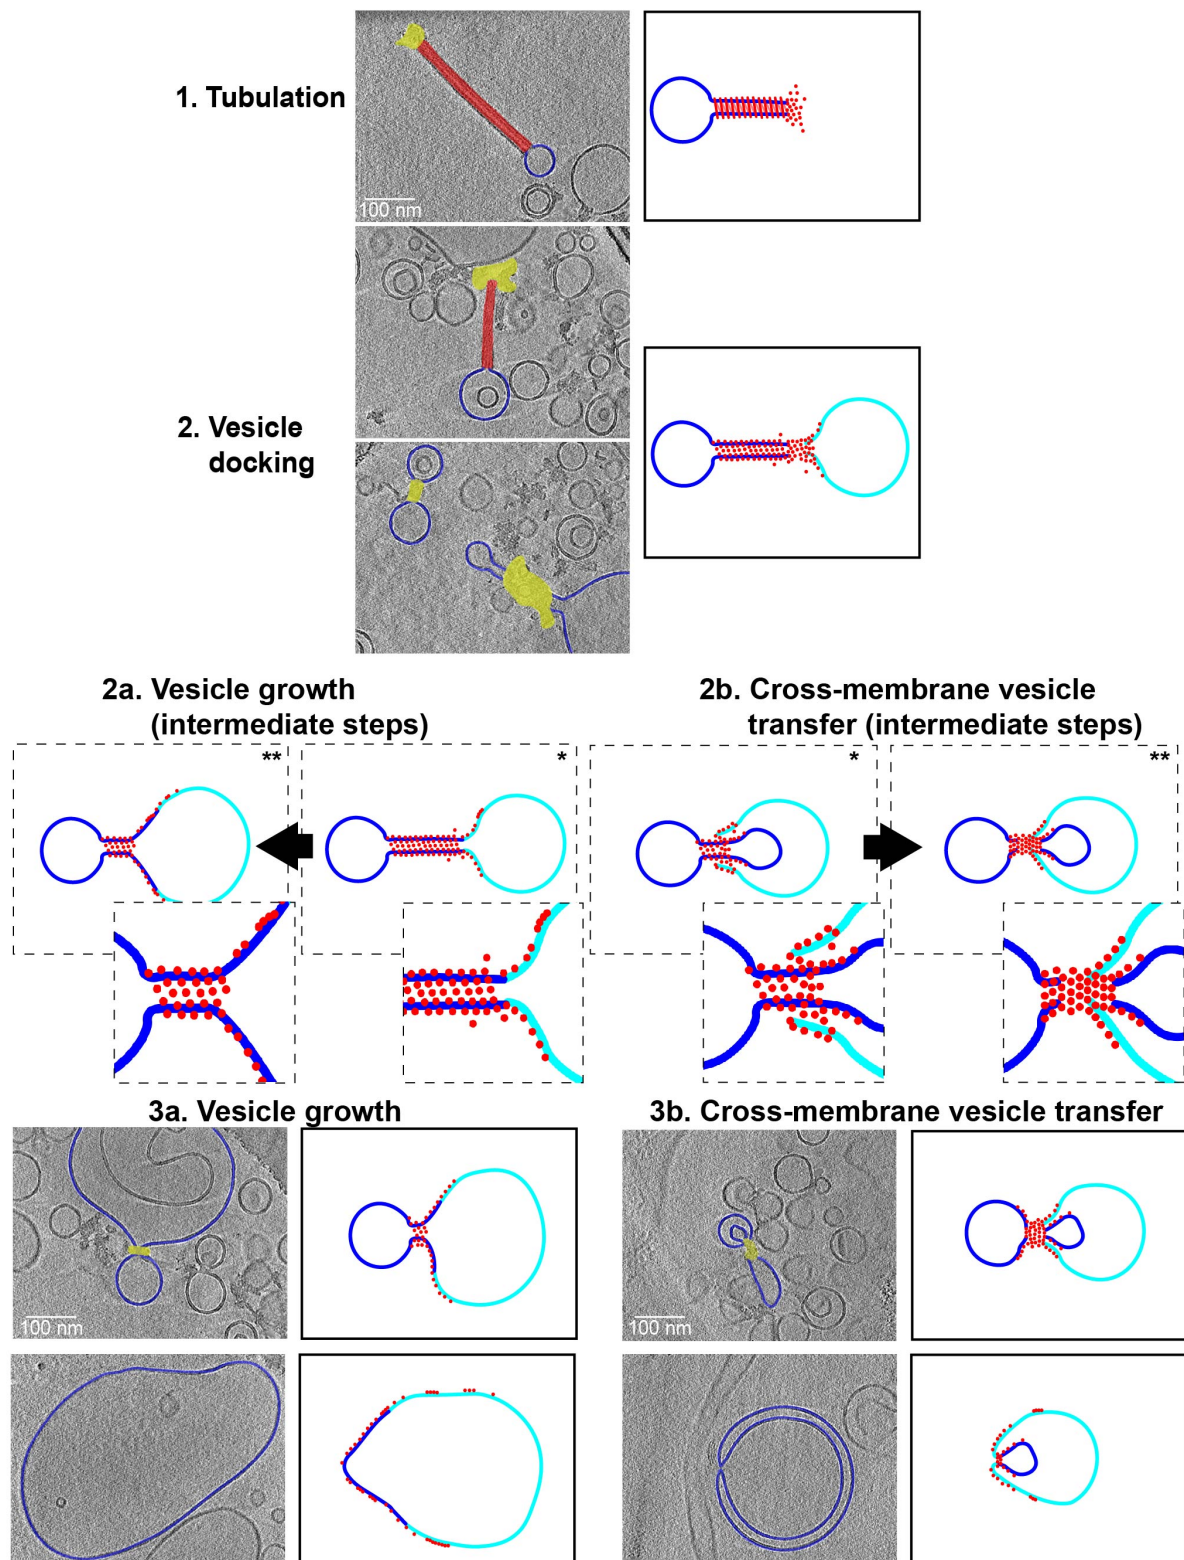 1. Tubulation
100 nm
2. Vesicle
docking
2a. Vesicle growth
(intermediate steps)
2b. Cross-membrane vesicle
transfer (intermediate steps)
**
*
*
**
3a. Vesicle growth
3b. Cross-membrane vesicle transfer
100 nm
100 nm